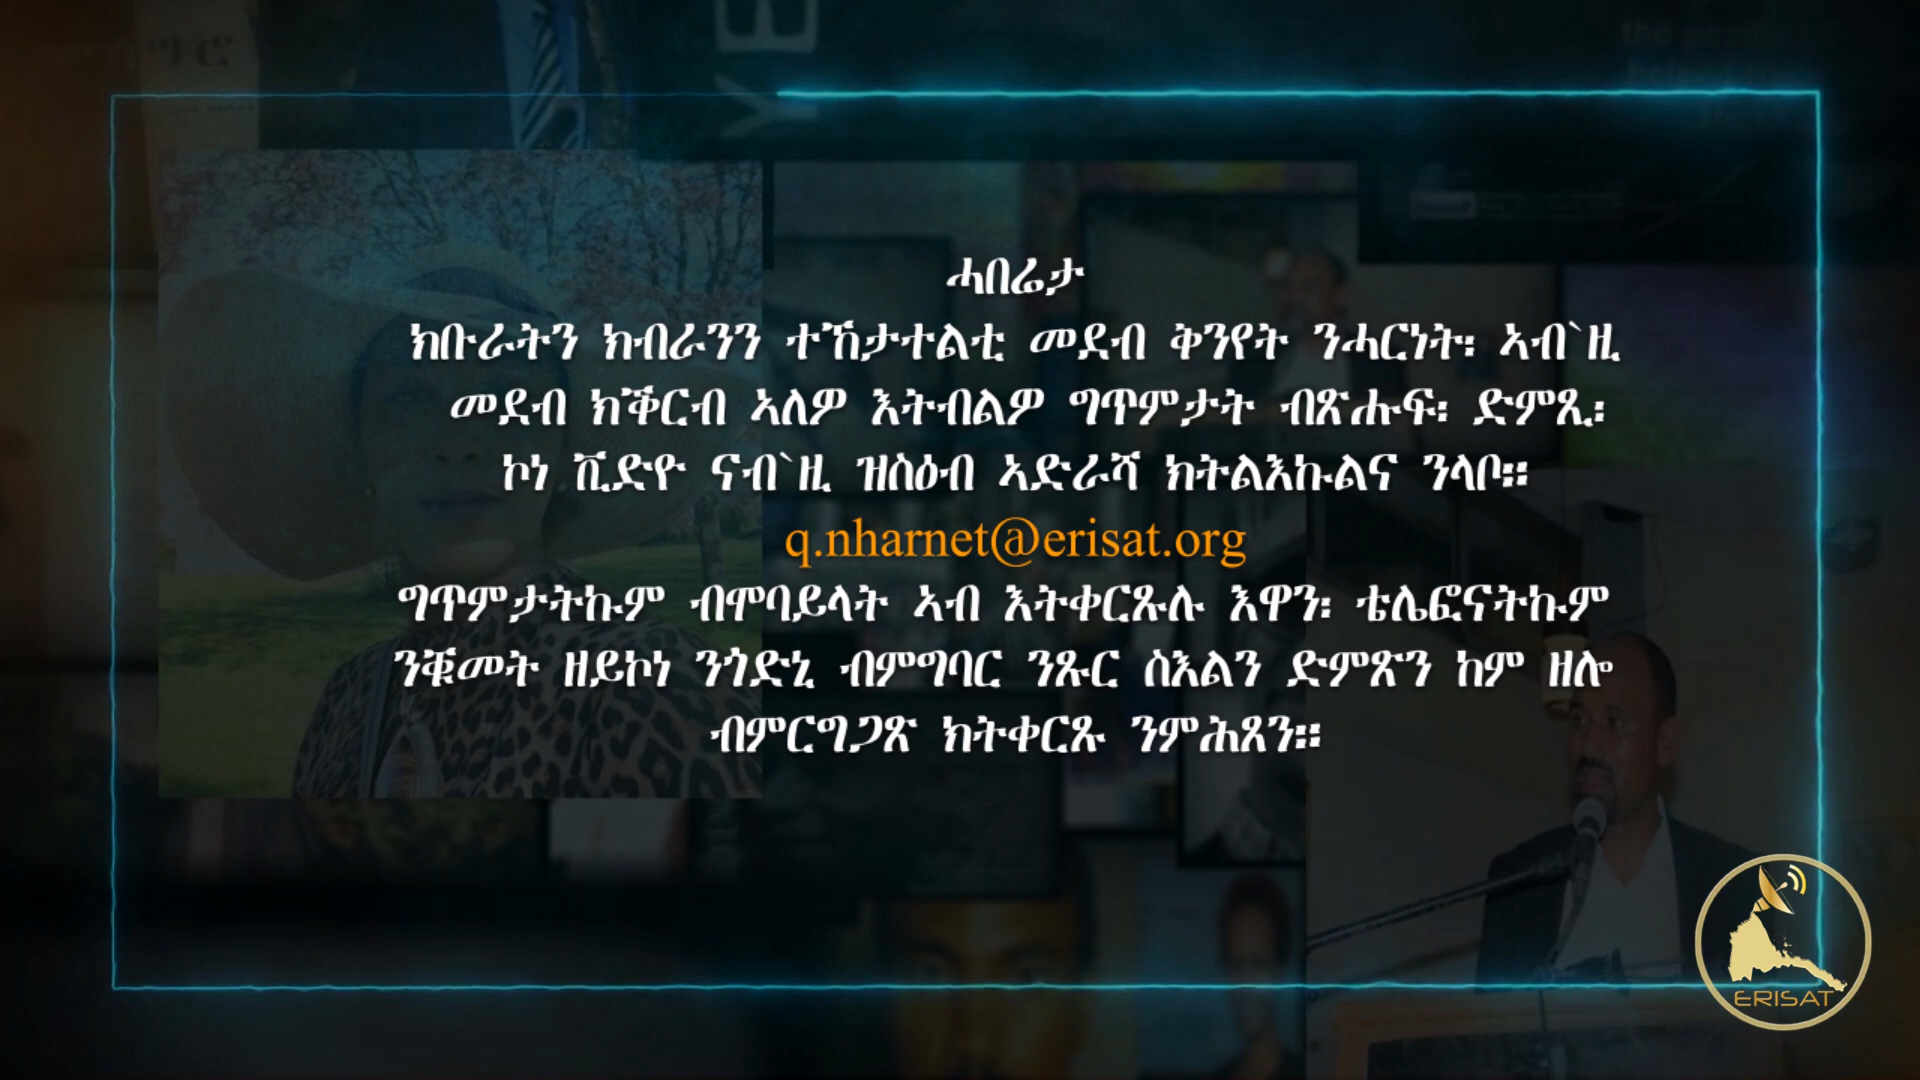 ሓበሬታ
ክቡራትን ክብራንን ተኸታተልቲ መደብ ቅንየት ንሓርነት፡ ኣብ`ዚ
መደብ ክቐርብ ኣለዎ እትብልዎ ግጥምታት ብጽሑፍ፡ ድምጺ፡
ኮነ ቪድዮ ናብ`ዚ ዝስዕብ ኣድራሻ ክትልእኩልና ንላቦ።
q.nharnet@erisat.org
ግጥምታትኩም ብሞባይላት ኣብ እትቀርጹሉ እዋን፡ ቴሌፎናትኩም
ንቑመት ዘይኮነ ንጎድኒ ብምግባር ንጹር ስእልን ድምጽን ከም ዘሎ
ብምርግጋጽ ክትቀርጹ ንምሕጸን።
ERISAT